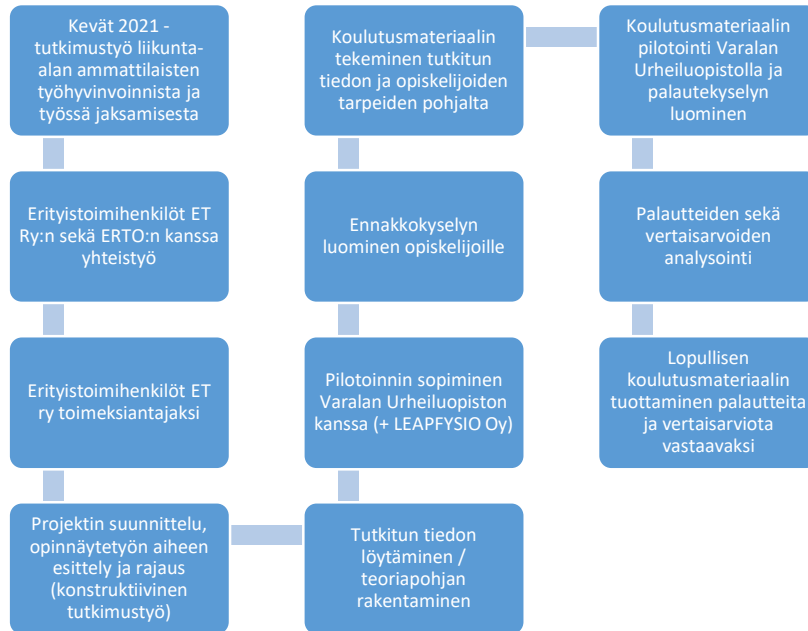 Kevät 2021 -
tutkimustyö liikunta-
alan ammattilaisten
työhyvinvoinnista ja
työssä jaksamisesta
Erityistoimihenkilöt ET
Ry:n sekä ERTO:n kanssa
yhteistyö
Erityistoimihenkilöt ET
ry toimeksiantajaksi
Projektin suunnittelu,
opinnäytetyön aiheen
esittely ja rajaus
(konstruktiivinen
tutkimustyö)
Tutkitun tiedon
löytäminen /
teoriapohjan
rakentaminen
Pilotoinnin sopiminen
Varalan Urheiluopiston
kanssa (+ LEAPFYSIO Oy)
Ennakkokyselyn
luominen opiskelijoille
Koulutusmateriaalin
tekeminen tutkitun
tiedon ja opiskelijoiden
tarpeiden pohjalta
Koulutusmateriaalin
pilotointi Varalan
Urheiluopistolla ja
palautekyselyn
luominen
Palautteiden sekä
vertaisarvoiden
analysointi
Lopullisen
koulutusmateriaalin
tuottaminen palautteita
ja vertaisarviota
vastaavaksi